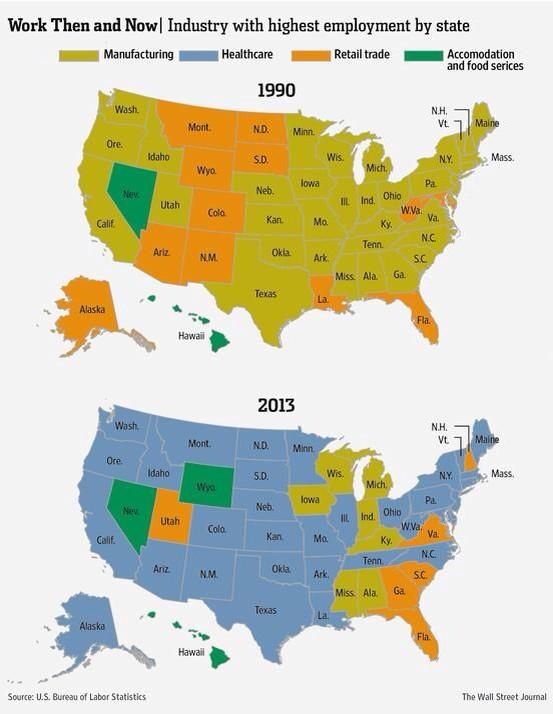 Work Then and Now| Industry with highest employment by state
Manufacturing Healthcare Retail trade Accomodation
and food serices
1990
Wash.
Mont.
N.D.
Minn.
N.H.
Vt.
Maine
Ore.
Idaho
Wyo.
S.D.
Wis.
Mich.
N.Y.
Mass.
Nev.
Utah
Colo.
Neb.
Iowa
Ill.
Ind.
Ohio
Pa.
Calif.
Kan.
Mo.
Ky.
W.Va.
Va.
Ariz.
N.M.
Okla.
Ark.
Tenn.
N.C.
S.C.
Texas
La.
Miss.
Ala.
Ga.
Fla.
Alaska
Hawaii
2013
Wash.
Mont.
N.D.
Minn.
N.H.
Vt.
Maine
Ore.
Idaho
Wyo.
S.D.
Wis.
Mich.
N.Y.
Mass.
Nev.
Utah
Colo.
Neb.
Iowa
Ill.
Ind.
Ohio
Pa.
Calif.
Kan.
Mo.
Ky.
W.Va.
Va.
Ariz.
N.M.
Okla.
Ark.
Tenn.
N.C.
S.C.
Texas
La.
Miss.
Ala.
Ga.
Fla.
Alaska
Hawaii
Source: U.S. Bureau of Labor Statistics
The Wall Street Journal